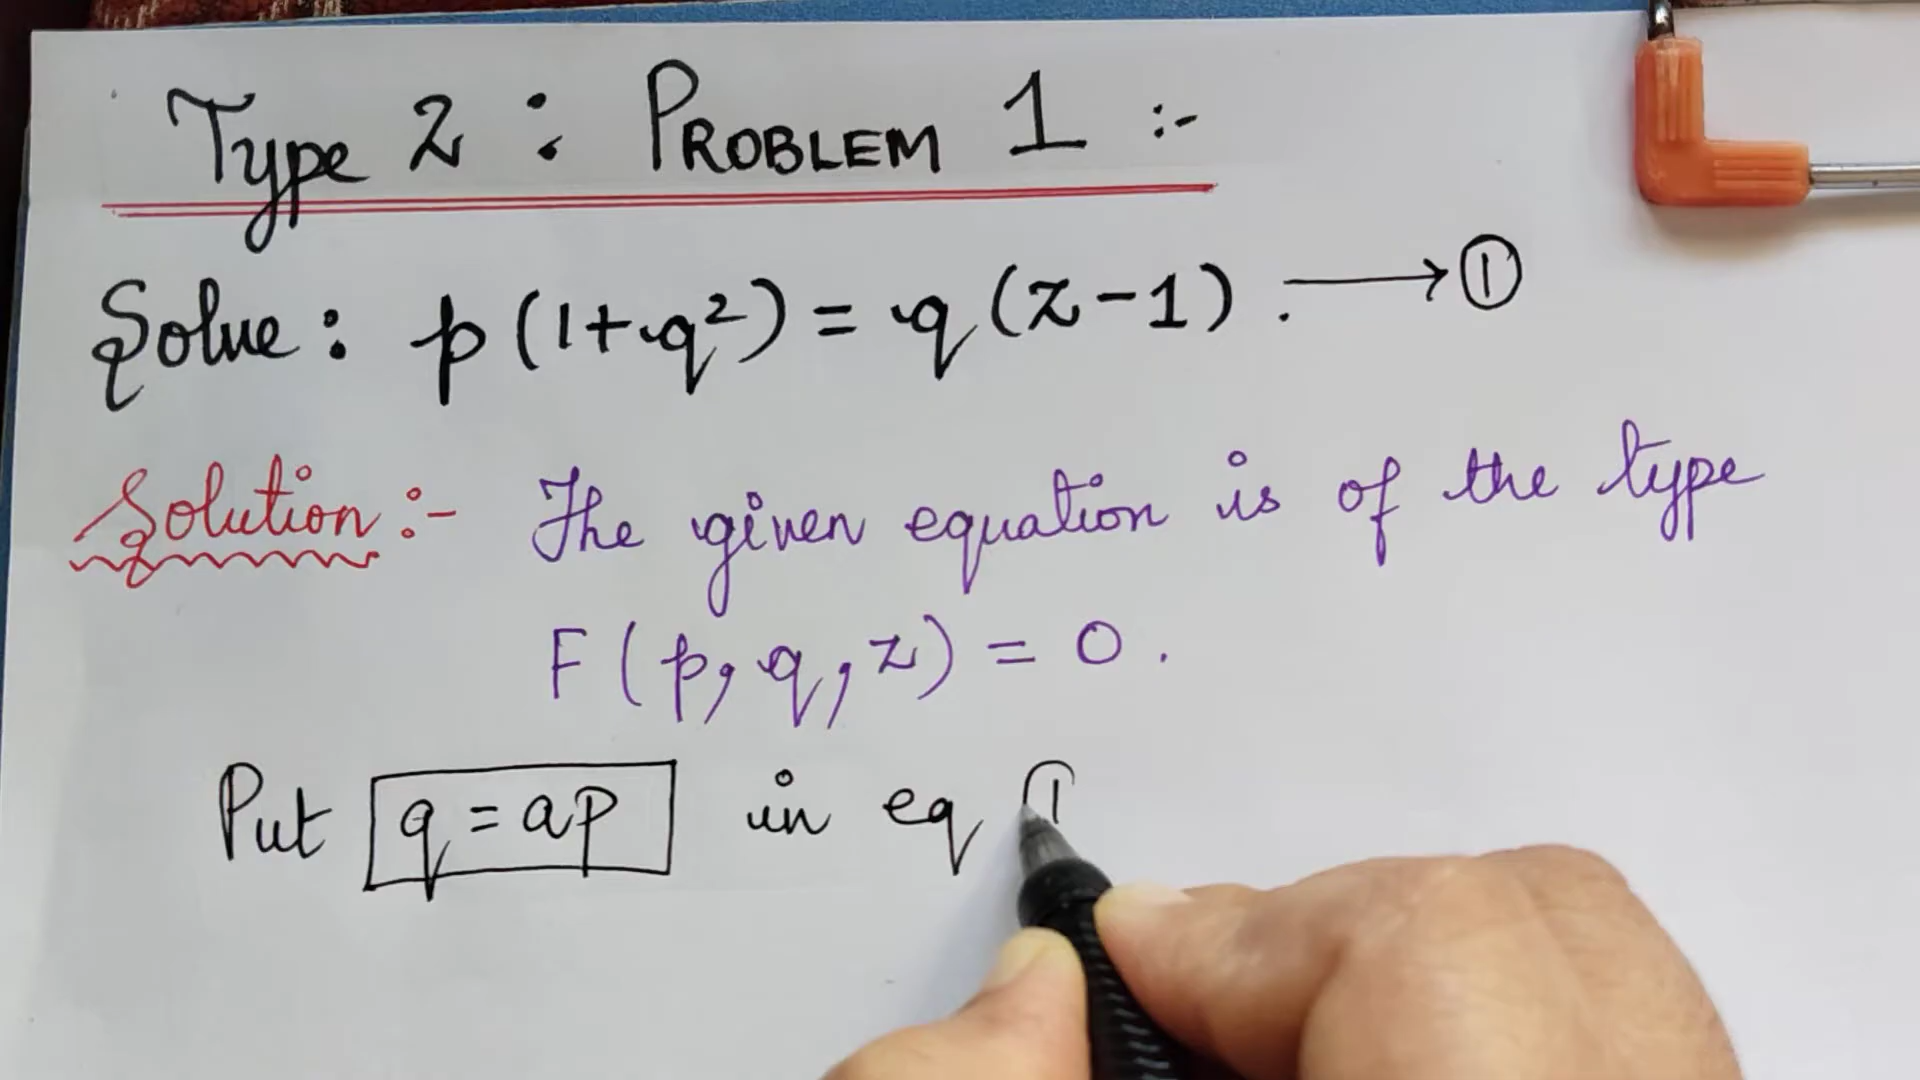 Type 2 : PROBLEM 1 :-
Solve : p(1+q²) = q(z-1). ⟶ ①
Solution :- The given equation is of the type
F(p, q, z) = 0.
Put q = ap in eq ①